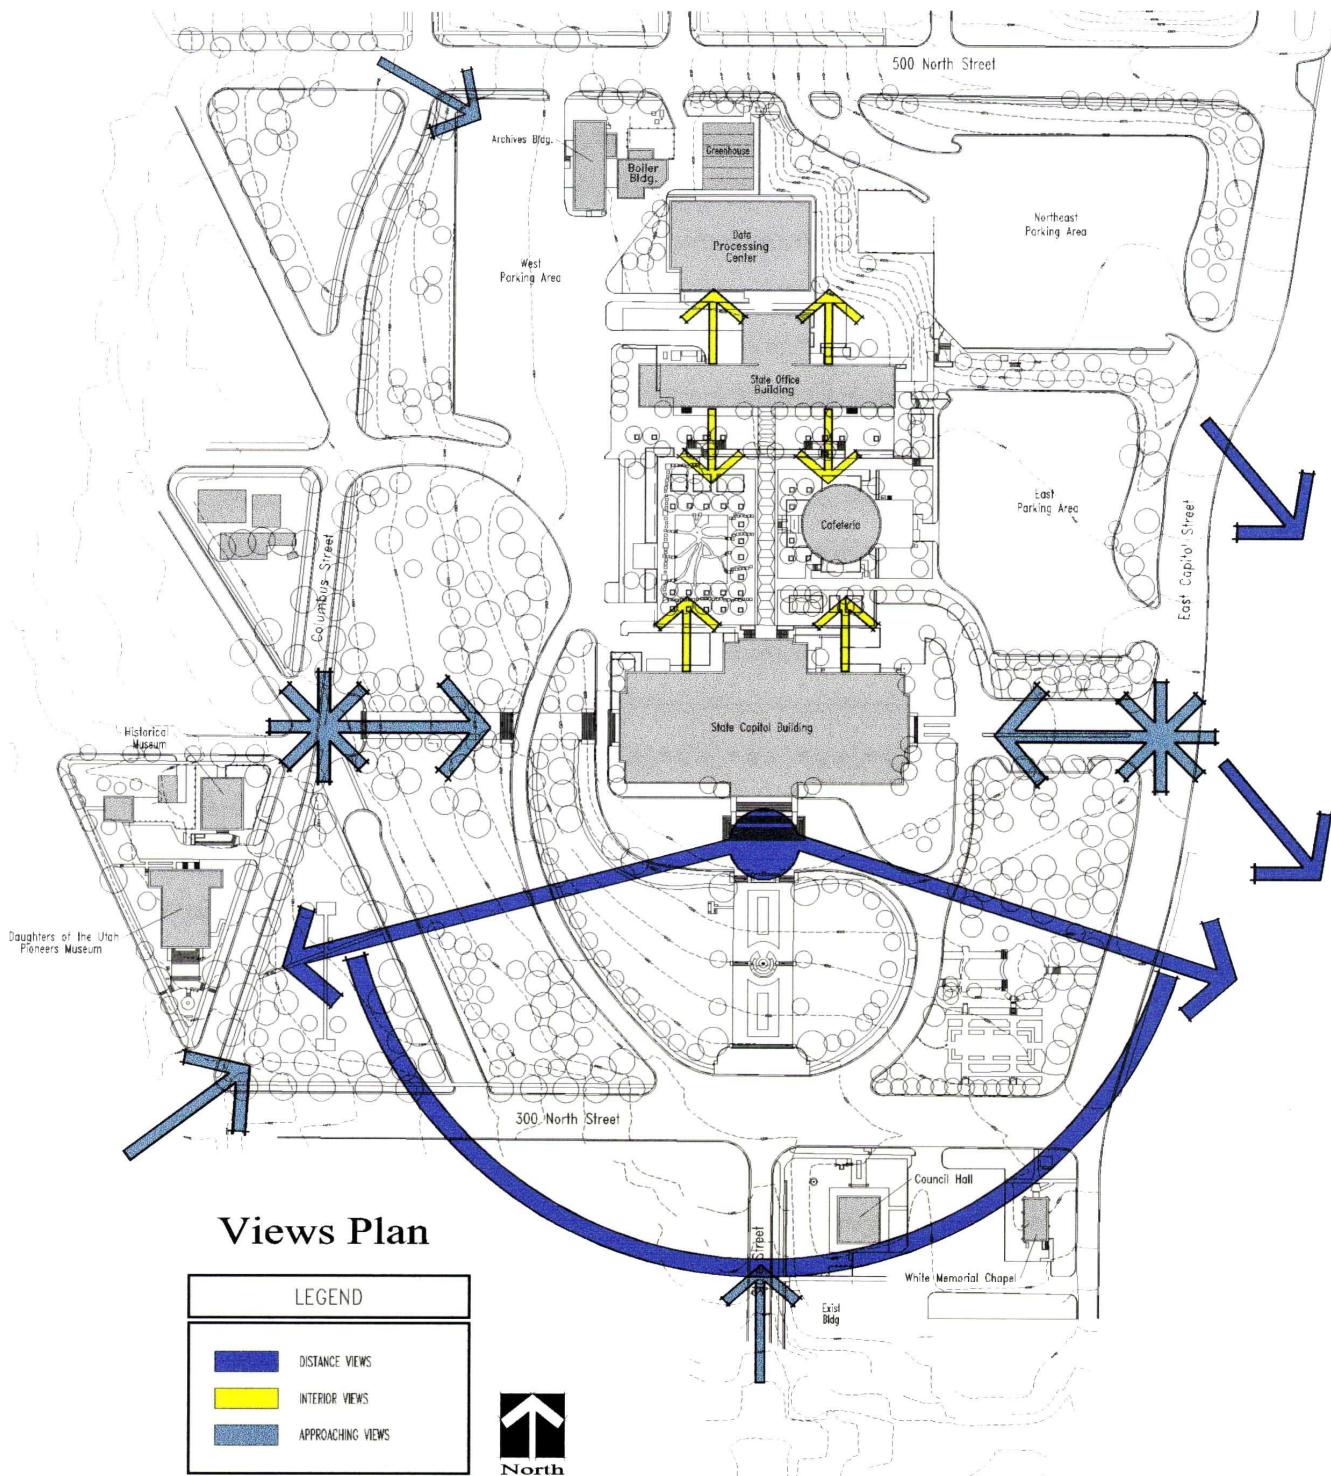 500 North Street
Archives Bldg.
Boiler
Bldg.
Greenhouse
Data
Processing
Center
Northeast
Parking Area
West
Parking Area
State Office
Building
East
Parking Area
Cafeteria
Columbus Street
East Capitol Street
State Capitol Building
Historical
Museum
Daughters of the Utah
Pioneers Museum
300 North Street
Council Hall
White Memorial Chapel
Street
Exist
Bldg
Views Plan
LEGEND
DISTANCE VIEWS
INTERIOR VIEWS
APPROACHING VIEWS
North